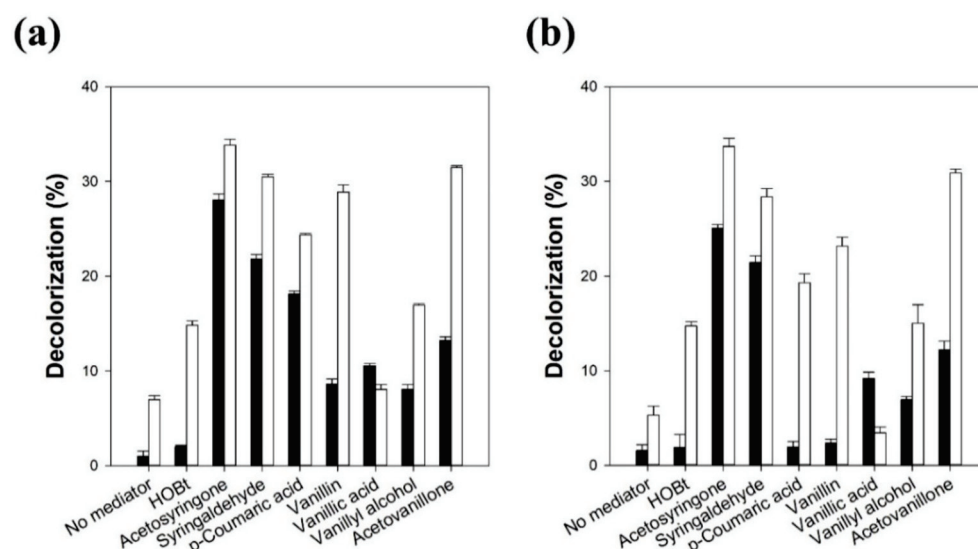 (a)
(b)
40
30
20
10
0
Decolorization (%)
No mediator
HOBt
Acetosyringone
Syringaldehyde
p-Coumaric acid
Vanillin
Vanillic acid
Vanillyl alcohol
Acetovanillone
40
30
20
10
0
Decolorization (%)
No mediator
HOBt
Acetosyringone
Syringaldehyde
p-Coumaric acid
Vanillin
Vanillic acid
Vanillyl alcohol
Acetovanillone